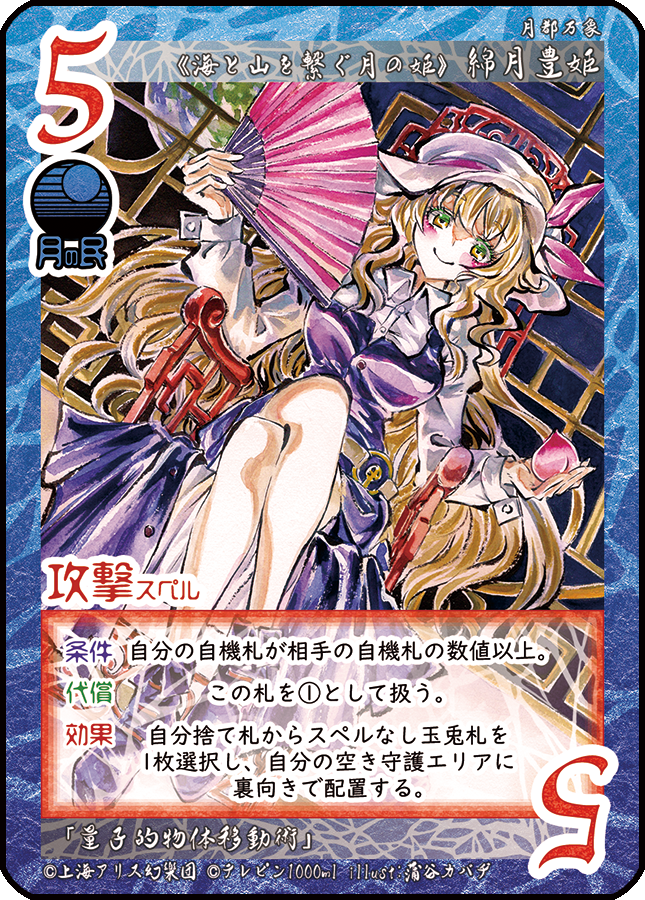 月都万象
5
《海と山を繋ぐ月の姫》 綿月豊姫
月の民
攻撃スペル
条件 自分の自機札が相手の自機札の数値以上。
代償 この札を①として扱う。
効果 自分捨て札からスペルなし玉兎札を
1枚選択し、自分の空き守護エリアに
裏向きで配置する。
5
「量子的物体移動術」
©上海アリス幻樂団 ©テレピン1000ml illust:蒲谷カバヂ